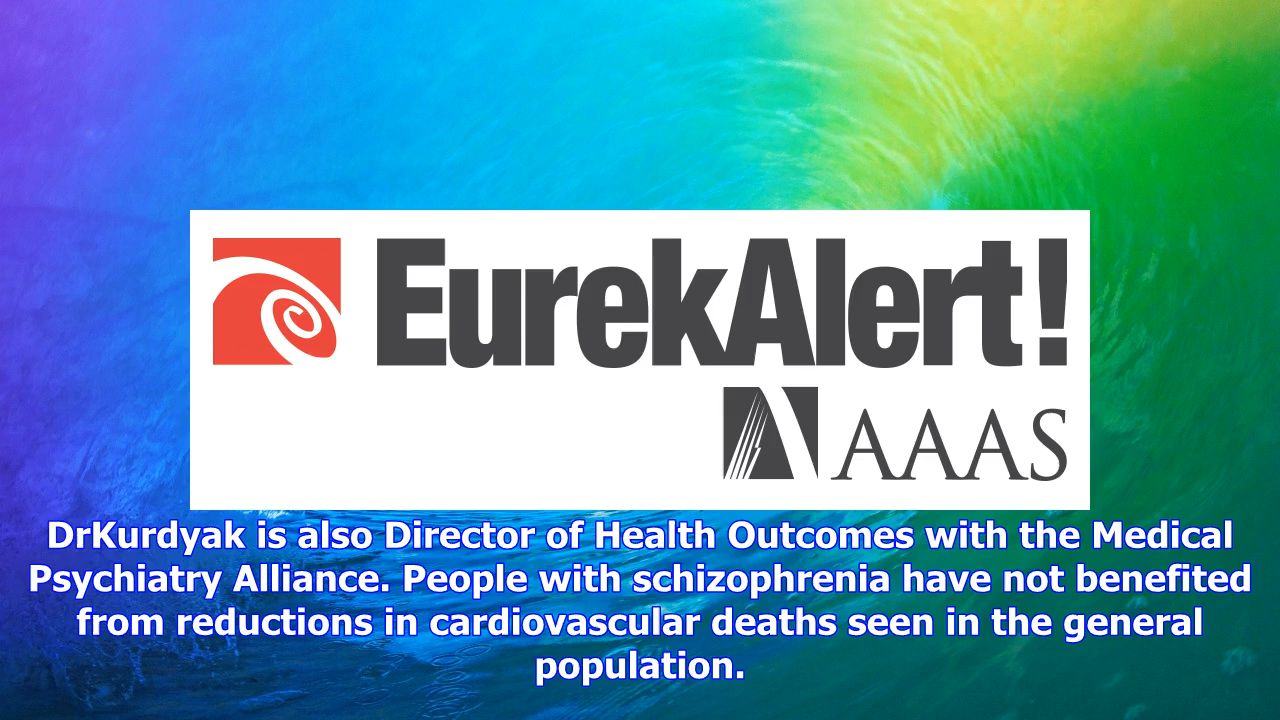 EurekAlert!
AAAS
DrKurdyak is also Director of Health Outcomes with the Medical
Psychiatry Alliance. People with schizophrenia have not benefited
from reductions in cardiovascular deaths seen in the general
population.